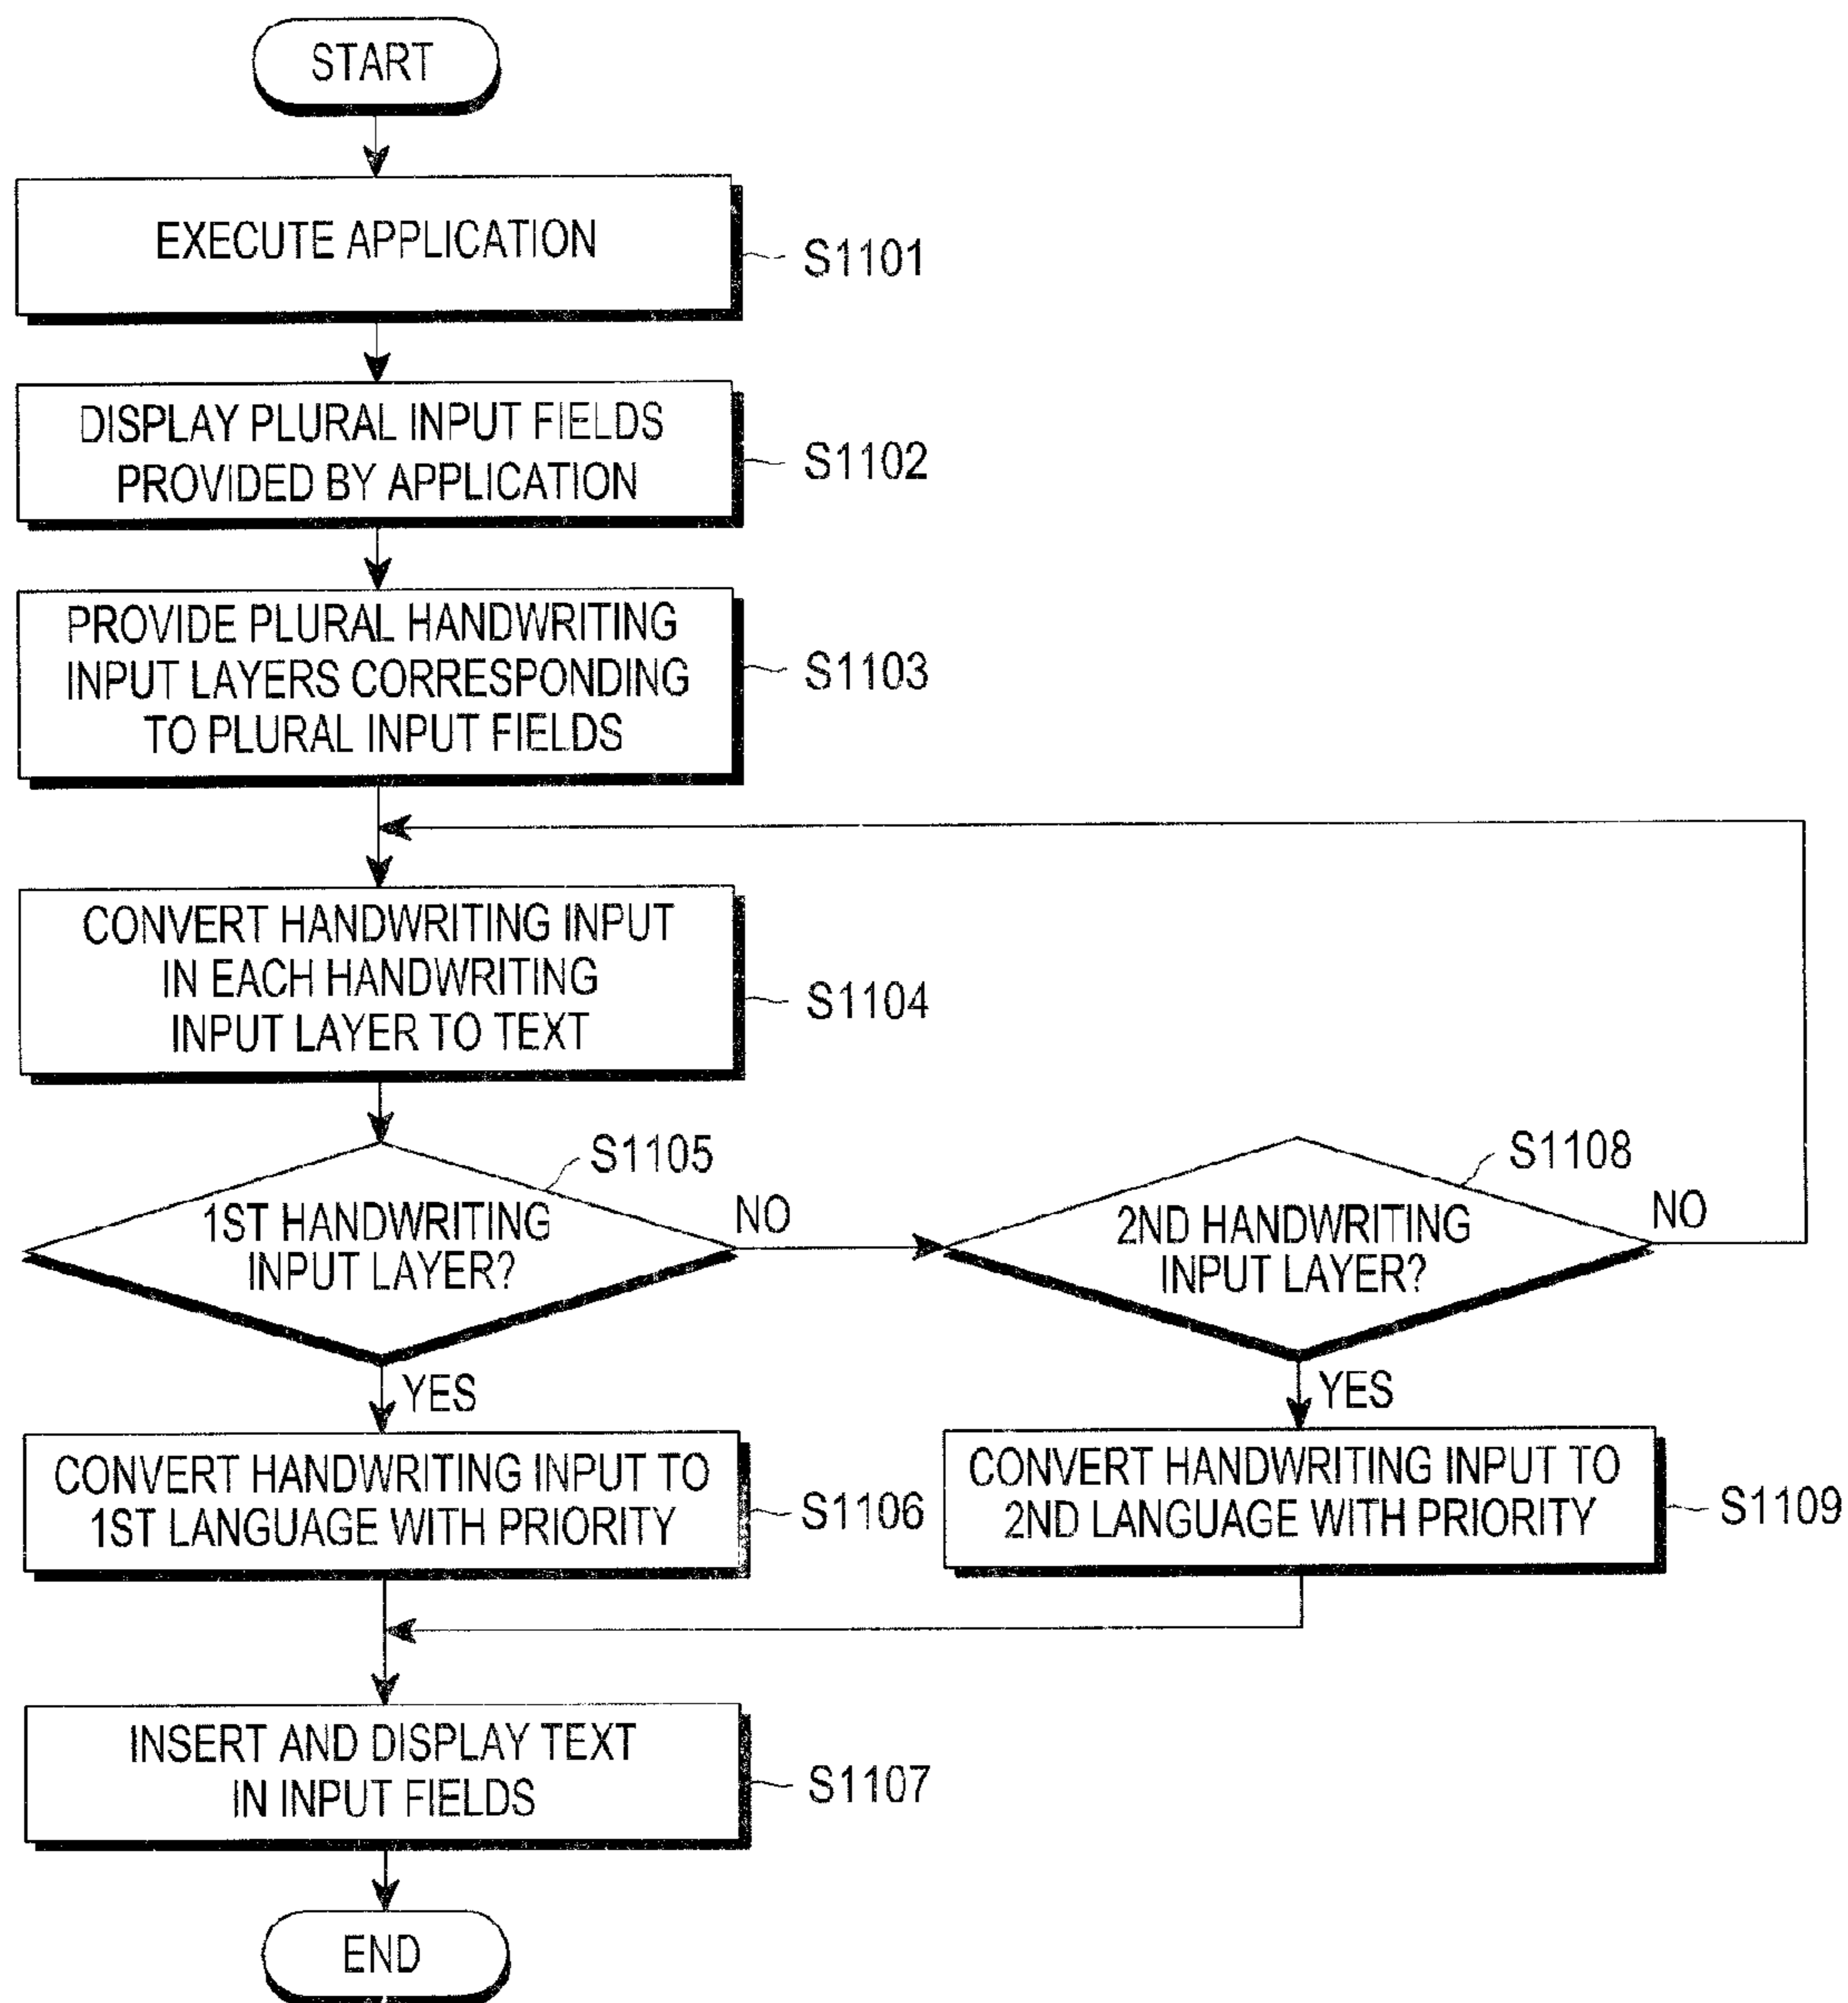 START
EXECUTE APPLICATION
S1101
DISPLAY PLURAL INPUT FIELDS
PROVIDED BY APPLICATION
S1102
PROVIDE PLURAL HANDWRITING
INPUT LAYERS CORRESPONDING
TO PLURAL INPUT FIELDS
S1103
CONVERT HANDWRITING INPUT
IN EACH HANDWRITING
INPUT LAYER TO TEXT
S1104
S1105
1ST HANDWRITING
INPUT LAYER?
NO
S1108
2ND HANDWRITING
INPUT LAYER?
NO
YES
YES
CONVERT HANDWRITING INPUT TO
1ST LANGUAGE WITH PRIORITY
S1106
CONVERT HANDWRITING INPUT TO
2ND LANGUAGE WITH PRIORITY
S1109
INSERT AND DISPLAY TEXT
IN INPUT FIELDS
S1107
END